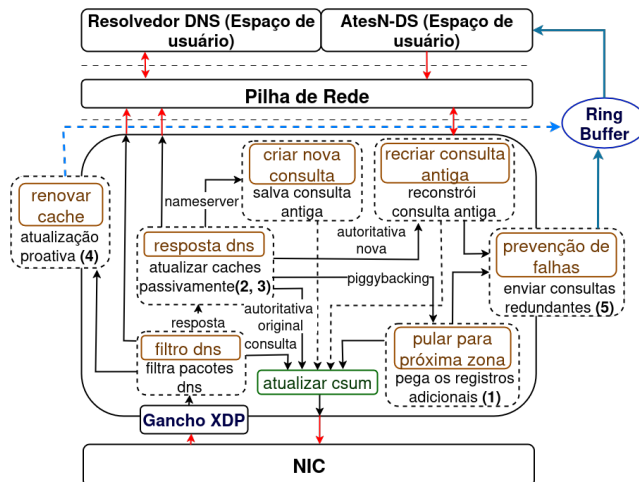 Resolvedor DNS (Espaço de
usuário)
AtesN-DS (Espaço de
usuário)
Pilha de Rede
Ring
Buffer
criar nova
consulta
salva consulta
antiga
recriar consulta
antiga
reconstrói
consulta antiga
renovar
cache
atualização
proativa (4)
nameserver
resposta dns
atualizar caches
passivamente(2, 3)
autoritativa
nova
prevenção de
falhas
enviar consultas
redundantes (5)
piggybacking
resposta
autoritativa
original
consulta
filtro dns
filtra pacotes
dns
pular para
próxima zona
pega os registros
adicionais (1)
atualizar csum
Gancho XDP
NIC